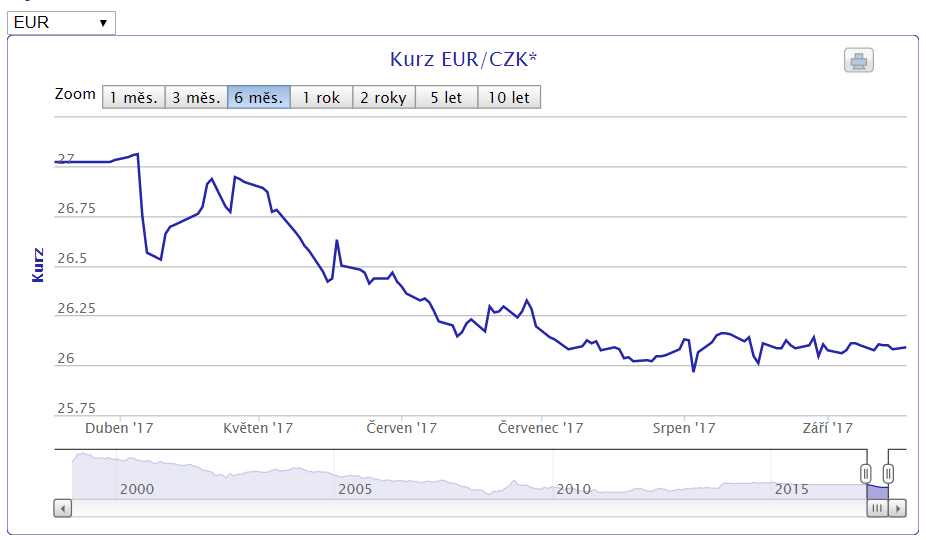 EUR
Kurz EUR/CZK*
Zoom 1 měs. 3 měs. 6 měs. 1 rok 2 roky 5 let 10 let
27
26.75
26.5
Kurz
26.25
26
25.75
Duben '17 Květen '17 Červen '17 Červenec '17 Srpen '17 Září '17
2000 2005 2010 2015